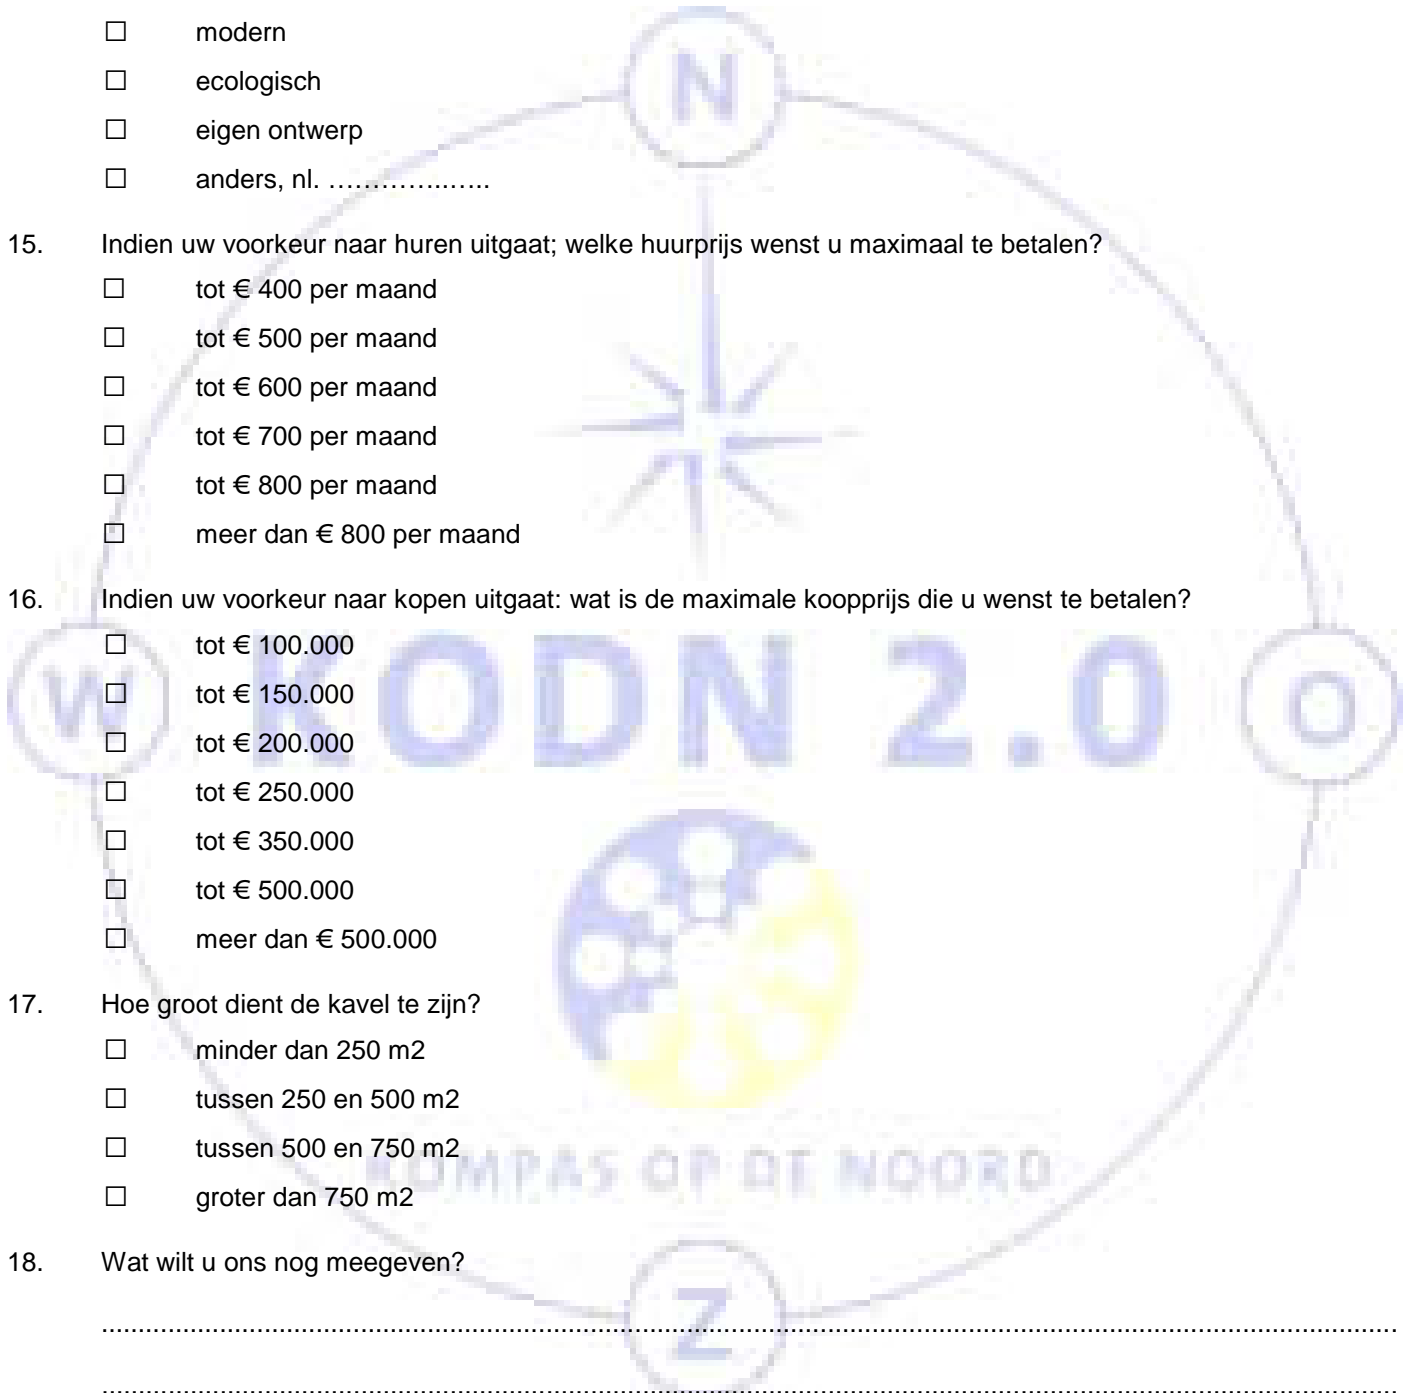 ☐ modern
☐ ecologisch
☐ eigen ontwerp
☐ anders, nl. …………..…..
15. Indien uw voorkeur naar huren uitgaat; welke huurprijs wenst u maximaal te betalen?
☐ tot € 400 per maand
☐ tot € 500 per maand
☐ tot € 600 per maand
☐ tot € 700 per maand
☐ tot € 800 per maand
☐ meer dan € 800 per maand
16. Indien uw voorkeur naar kopen uitgaat: wat is de maximale koopprijs die u wenst te betalen?
☐ tot € 100.000
☐ tot € 150.000
☐ tot € 200.000
☐ tot € 250.000
☐ tot € 350.000
☐ tot € 500.000
☐ meer dan € 500.000
17. Hoe groot dient de kavel te zijn?
☐ minder dan 250 m2
☐ tussen 250 en 500 m2
☐ tussen 500 en 750 m2
☐ groter dan 750 m2
18. Wat wilt u ons nog meegeven?
N
W KODN 2.0 O
KOMPAS OP DE NOORD
Z